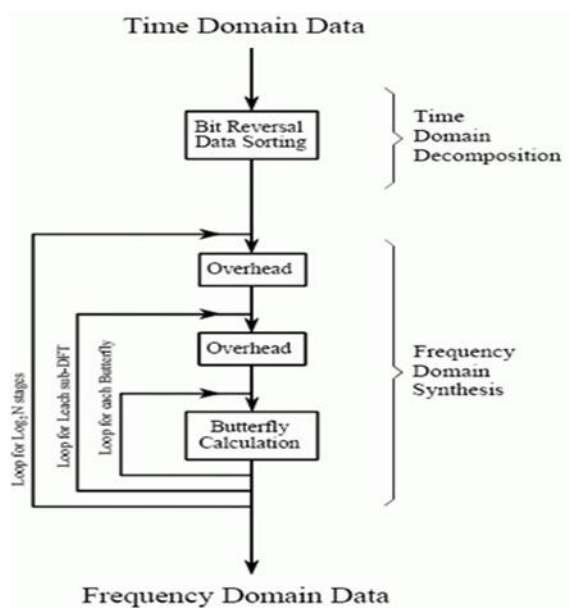 Time Domain Data
Bit Reversal
Data Sorting
Time
Domain
Decomposition
Overhead
Overhead
Butterfly
Calculation
Loop for Log₂N stages
Loop for Leach sub-DFT
Loop for each Butterfly
Frequency
Domain
Synthesis
Frequency Domain Data